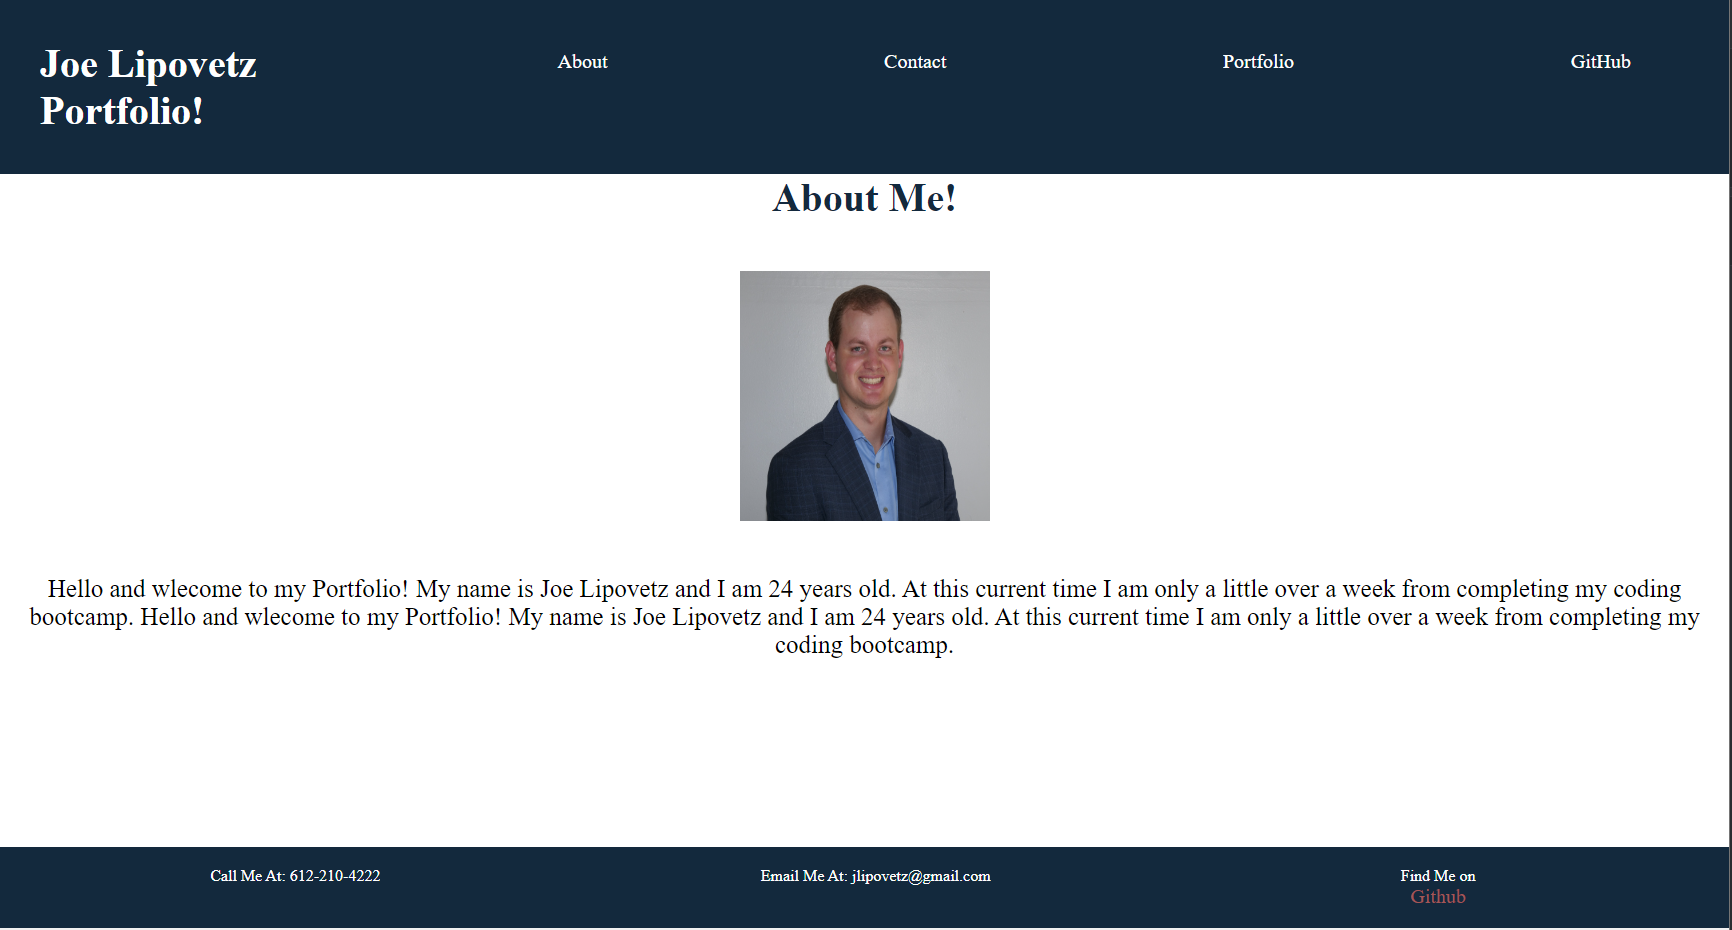 Joe Lipovetz
Portfolio!
About
Contact
Portfolio
GitHub
About Me!
Hello and wlecome to my Portfolio! My name is Joe Lipovetz and I am 24 years old. At this current time I am only a little over a week from completing my coding
bootcamp. Hello and wlecome to my Portfolio! My name is Joe Lipovetz and I am 24 years old. At this current time I am only a little over a week from completing my
coding bootcamp.
Call Me At: 612-210-4222
Email Me At: jlipovetz@gmail.com
Find Me on
Github